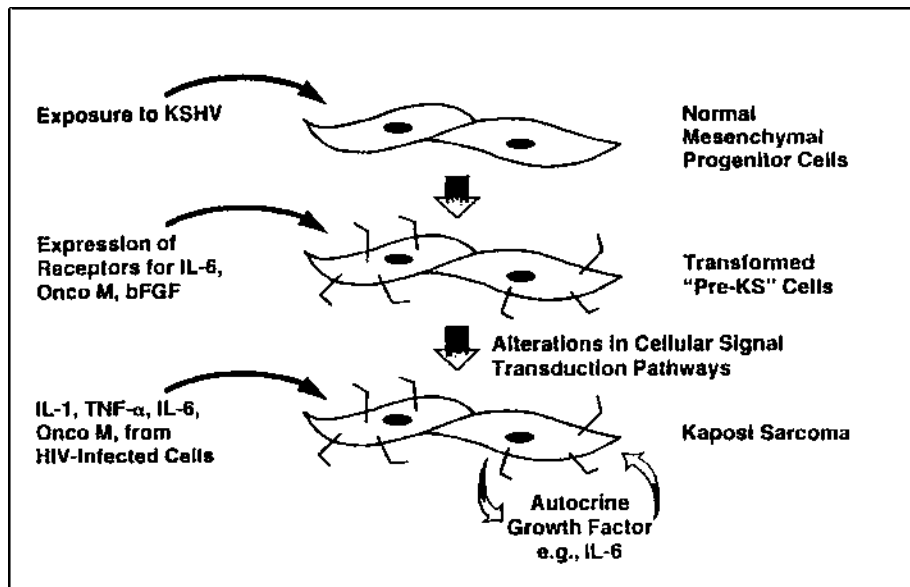 Exposure to KSHV
Normal
Mesenchymal
Progenitor Cells
Expression of
Receptors for IL-6,
Onco M, bFGF
Transformed
"Pre-KS" Cells
Alterations in Cellular Signal
Transduction Pathways
IL-1, TNF-α, IL-6,
Onco M, from
HIV-Infected Cells
Kaposi Sarcoma
Autocrine
Growth Factor
e.g., IL-6